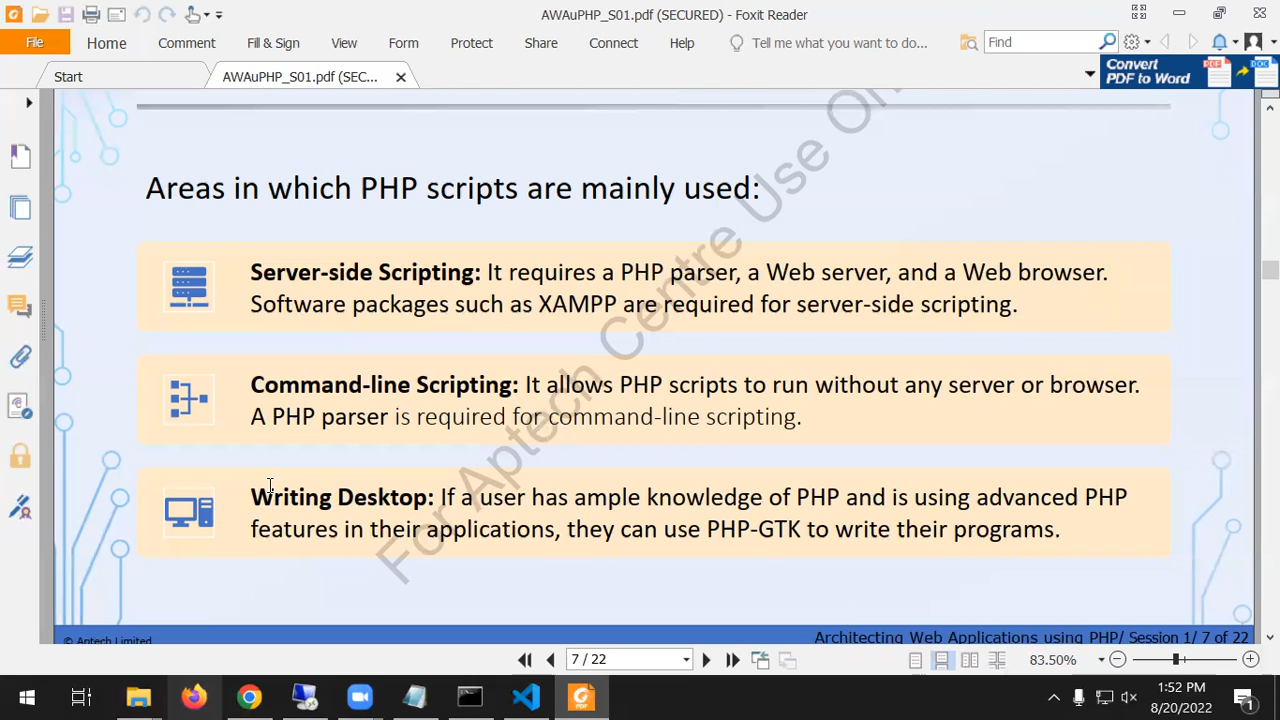 AWAuPHP_S01.pdf (SECURED) - Foxit Reader
File Home Comment Fill & Sign View Form Protect Share Connect Help Tell me what you want to do... Find
Start AWAuPHP_S01.pdf (SEC... Convert
PDF to Word
PDF DOC
Areas in which PHP scripts are mainly used:
Server-side Scripting: It requires a PHP parser, a Web server, and a Web browser.
Software packages such as XAMPP are required for server-side scripting.
Command-line Scripting: It allows PHP scripts to run without any server or browser.
A PHP parser is required for command-line scripting.
Writing Desktop: If a user has ample knowledge of PHP and is using advanced PHP
features in their applications, they can use PHP-GTK to write their programs.
For Aptech Centre Use On
© Aptech Limited Architecting Web Applications using PHP/ Session 1/ 7 of 22
7 / 22 83.50%
1:52 PM
8/20/2022
1